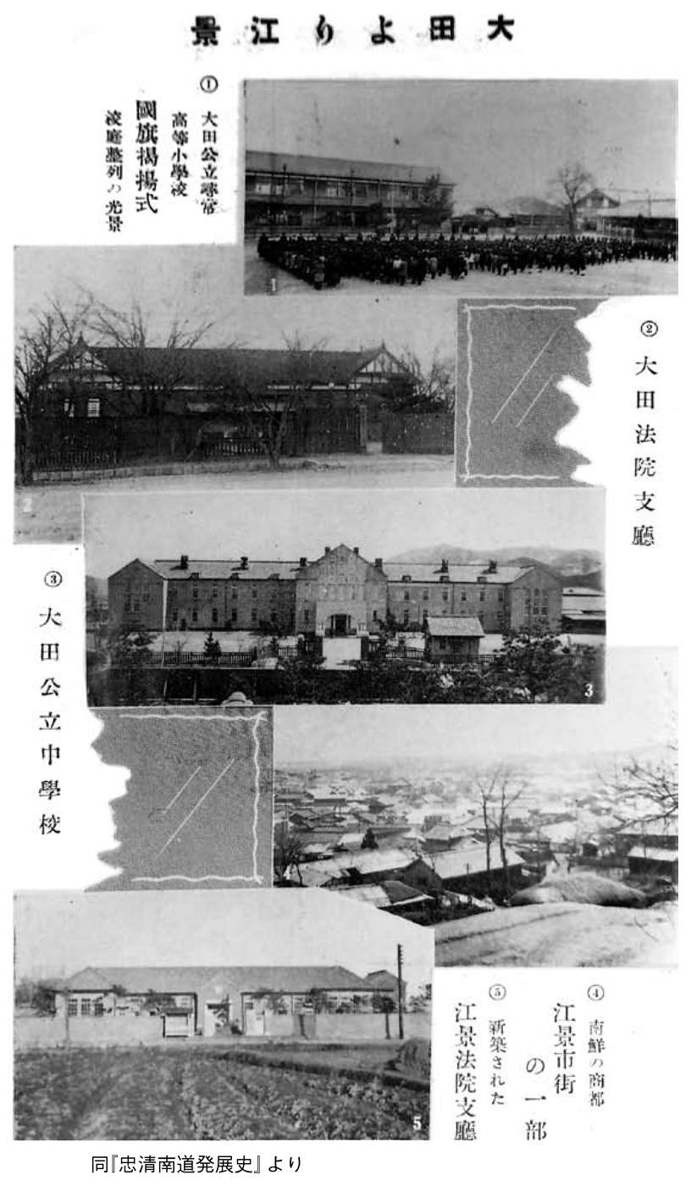 大田より江景
① 大田公立尋常
高等小學校
國旗揭揚式
校庭整列の光景
1
② 大田法院支廳
2
③ 大田公立中學校
3
④ 南鮮の商都
江景市街
の一部
⑤ 新築された
江景法院支廳
5
同『忠清南道発展史』より